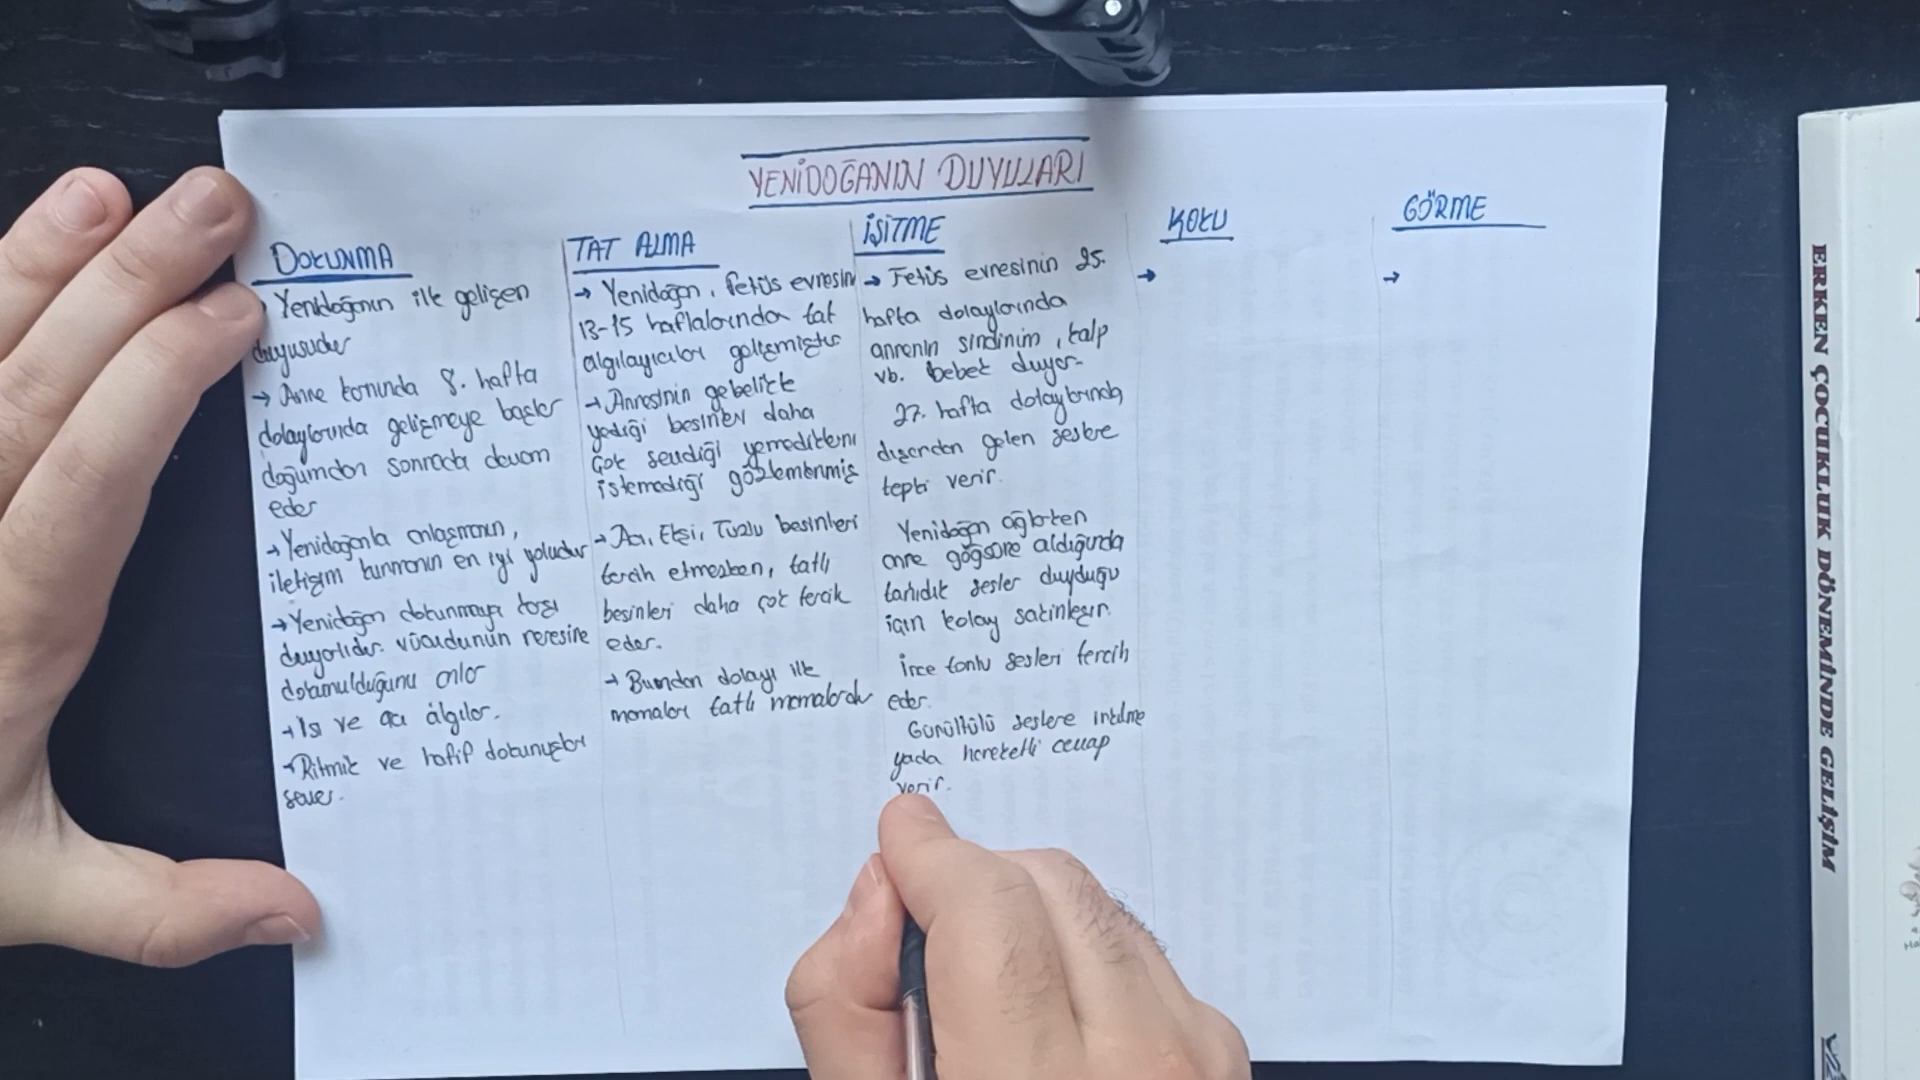 YENİDOĞANIN DUYULARI
DOKUNMA
Yenidoğanın ilk gelişen
duyusudur
→ Anne karnında 8. hafta
dolaylarında gelişmeye başlar
doğumdan sonrada devam
eder
→ Yenidoğanla anlaşmanın,
iletişim kurmanın en iyi yoludur
→ Yenidoğan dokunmaya karşı
duyarlıdır. vücudunun neresine
dokunulduğunu anlar
→ Isı ve acı algılar.
→ Ritmik ve hafif dokunuşları
sever.
TAT ALMA
→ Yenidoğan, fetüs evresin
13-15 haftalarında tat
algılayıcılar gelişmiştir
→ Annesinin gebelikte
yediği besinleri daha
çok sevdiği yemediklerini
istemediği gözlemlenmiş
→ Acı, Ekşi, Tuzlu besinleri
tercih etmezken, tatlı
besinleri daha çok tercih
eder.
→ Bundan dolayı ilk
mamalar tatlı mamalardır
İŞİTME
→ Fetüs evresinin 25.
hafta dolaylarında
annenin sindirim, kalp
vb. bebek duyar-
27. hafta dolaylarında
dışarıdan gelen seslere
tepki verir.
Yenidoğan ağlarken
anne göğsüne aldığında
tanıdık sesler duyduğu
için kolay sakinleşir.
İnce tonlu sesleri tercih
eder.
Gürültülü seslere irkilme
yada hareketli cevap
verir.
KOKU
→
GÖRME
→
ERKEN ÇOCUKLUK DÖNEMİNDE GELİŞİM